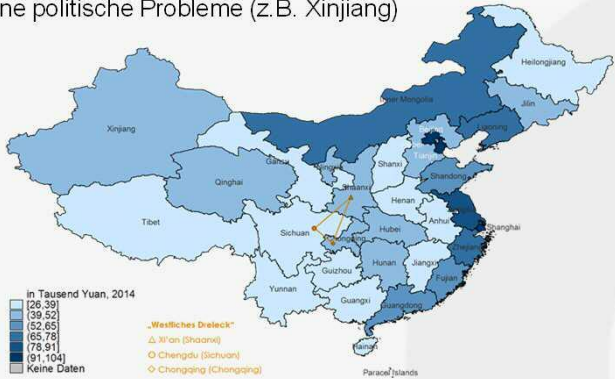 ne politische Probleme (z.B. Xinjiang)
Heilongjiang
Jilin
Inner Mongolia
Liaoning
Xinjiang
Gansu
Tianjin
Shanxi
Shandong
Qinghai
Shaanxi
Henan
Tibet
Anhui
Shanghai
Sichuan
Hubei
Zhejiang
Hunan
Jiangxi
Guizhou
Fujian
Yunnan
Guangxi
Guangdong
Hainan
Paracel Islands
in Tausend Yuan, 2014
[26,39]
(39,52]
(52,65]
(65,78]
(78,91]
(91,104]
Keine Daten
„Westliches Dreieck“
Xi'an (Shaanxi)
Chengdu (Sichuan)
Chongqing (Chongqing)